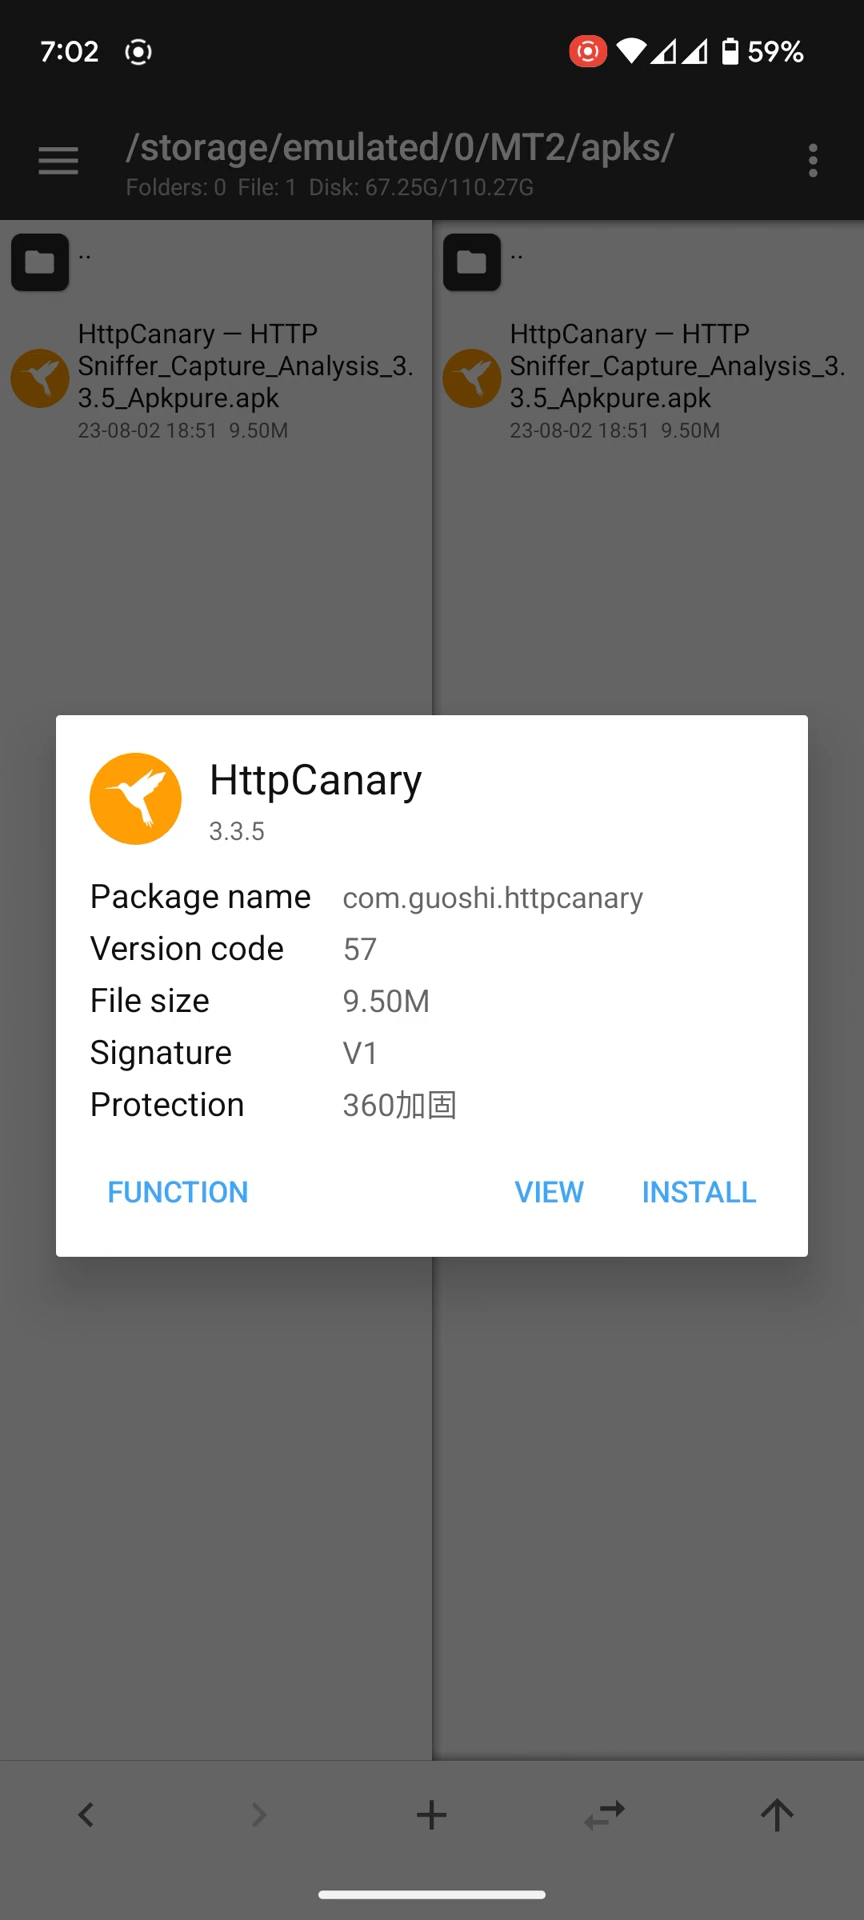 7:02
59%
/storage/emulated/0/MT2/apks/
Folders: 0  File: 1  Disk: 67.25G/110.27G
..
HttpCanary — HTTP
Sniffer_Capture_Analysis_3.
3.5_Apkpure.apk
23-08-02 18:51  9.50M
..
HttpCanary — HTTP
Sniffer_Capture_Analysis_3.
3.5_Apkpure.apk
23-08-02 18:51  9.50M
HttpCanary
3.3.5
Package name com.guoshi.httpcanary
Version code 57
File size 9.50M
Signature V1
Protection 360加固
FUNCTION VIEW INSTALL